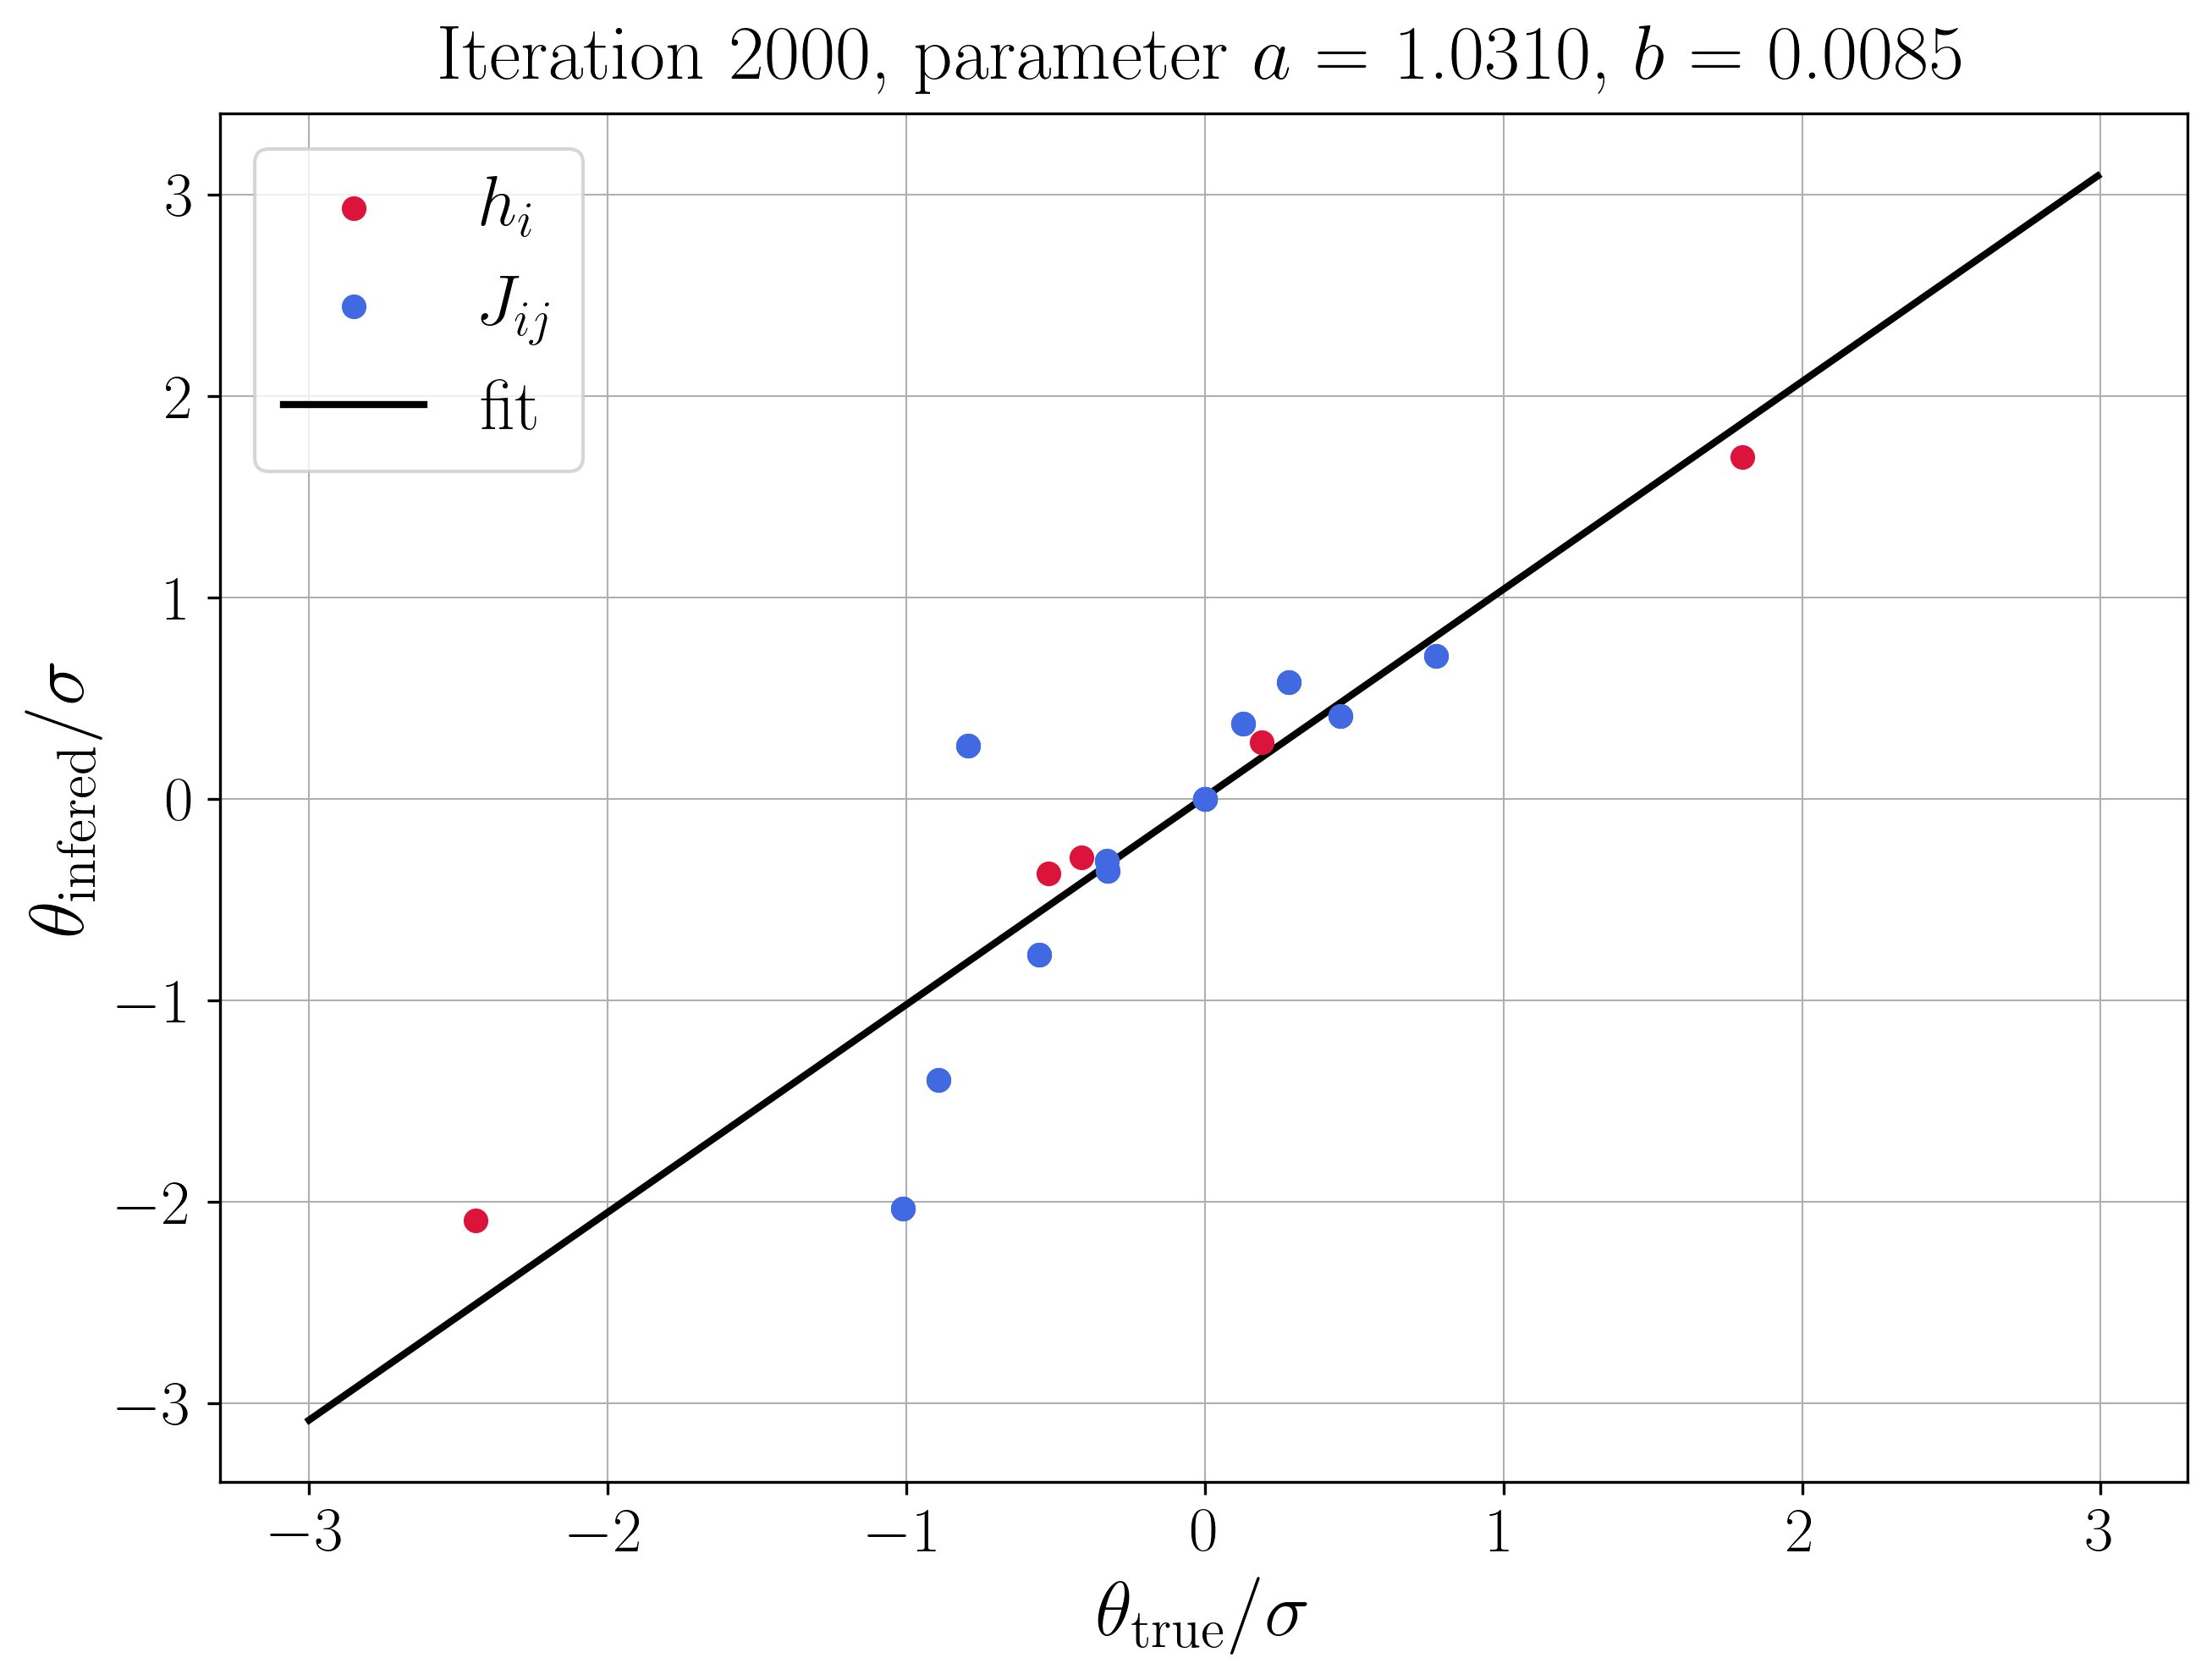 Iteration 2000, parameter a = 1.0310, b = 0.0085
h_i
J_ij
fit
3
2
1
0
−1
−2
−3
θ_infered/σ
−3
−2
−1
0
1
2
3
θ_true/σ